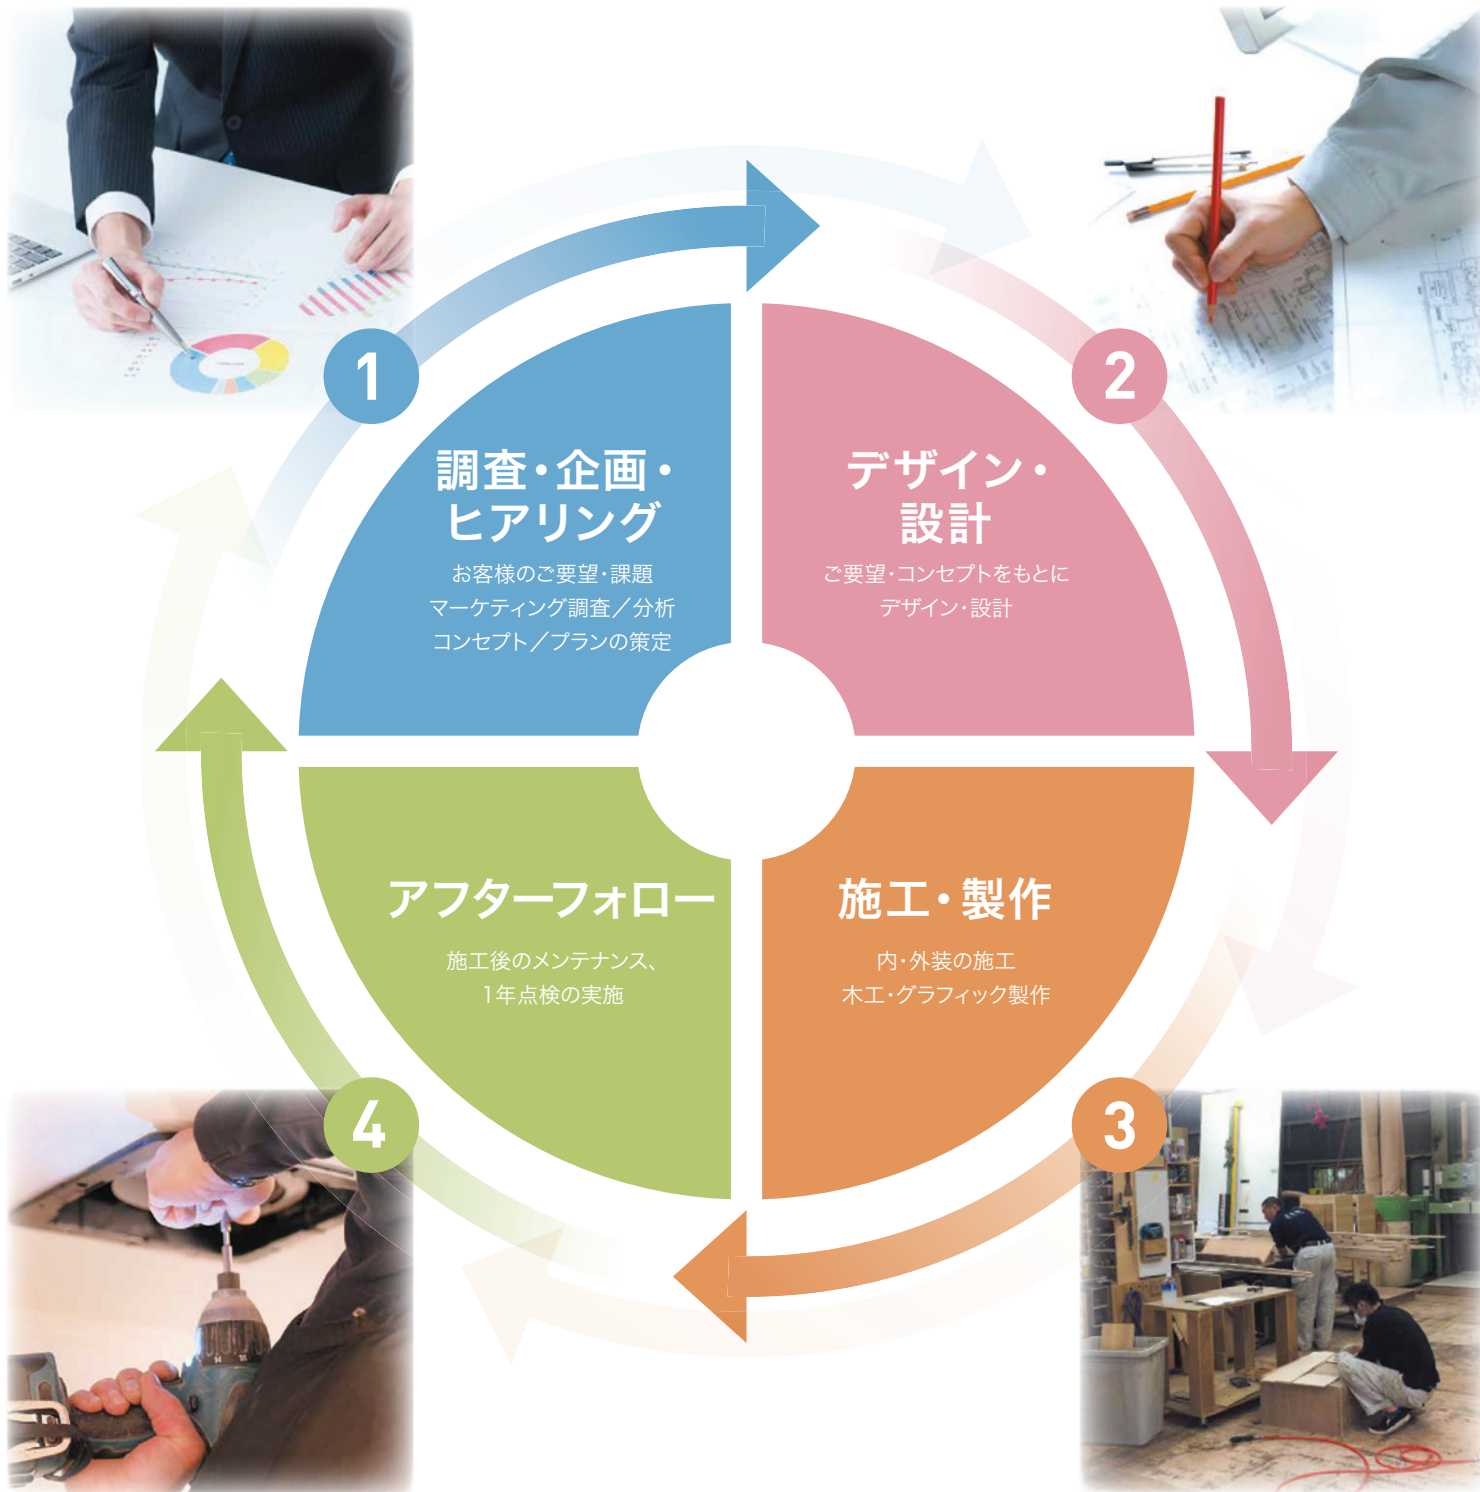 1
調査・企画・
ヒアリング
お客様のご要望・課題
マーケティング調査／分析
コンセプト／プランの策定
2
デザイン・
設計
ご要望・コンセプトをもとに
デザイン・設計
3
施工・製作
内・外装の施工
木工・グラフィック製作
4
アフターフォロー
施工後のメンテナンス、
1年点検の実施